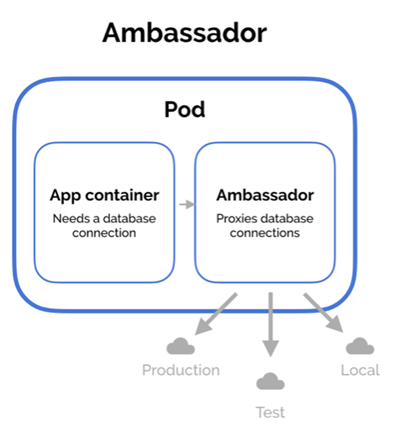 Ambassador
Pod
App container
Needs a database
connection
Ambassador
Proxies database
connections
Production
Local
Test